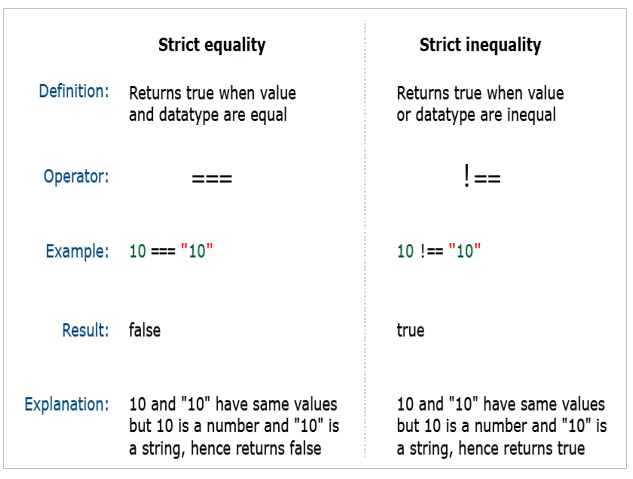 Strict equality Strict inequality
Definition: Returns true when value Returns true when value
and datatype are equal or datatype are inequal
Operator: === !==
Example: 10 === "10" 10 !== "10"
Result: false true
Explanation: 10 and "10" have same values 10 and "10" have same values
but 10 is a number and "10" is but 10 is a number and "10" is
a string, hence returns false a string, hence returns true